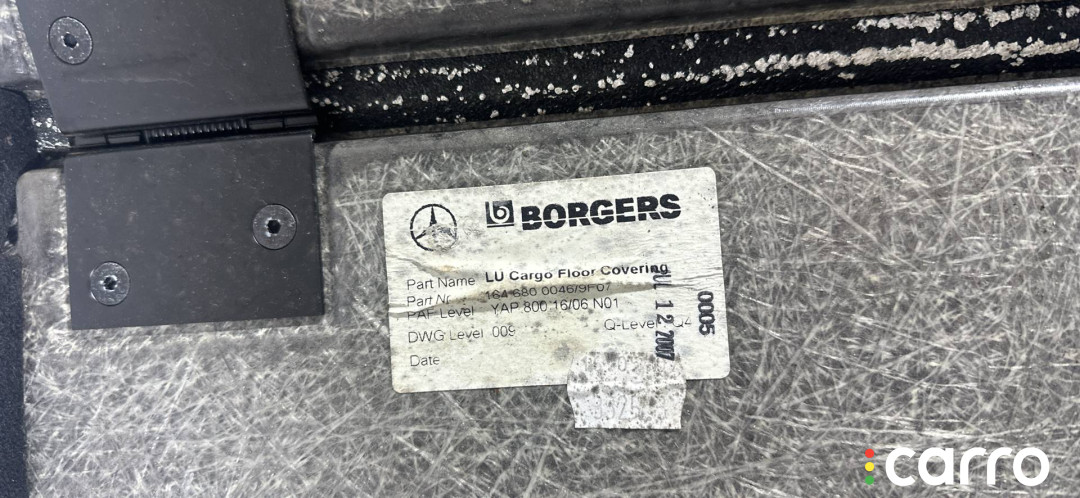 BORGERS
Part Name LU Cargo Floor Covering
Part Nr 164 680 0046/9F07
PAF Level YAP 800 16/06 N01
DWG Level 009 Q-Level Q4
Date
JUL 12 2007
0005
carro